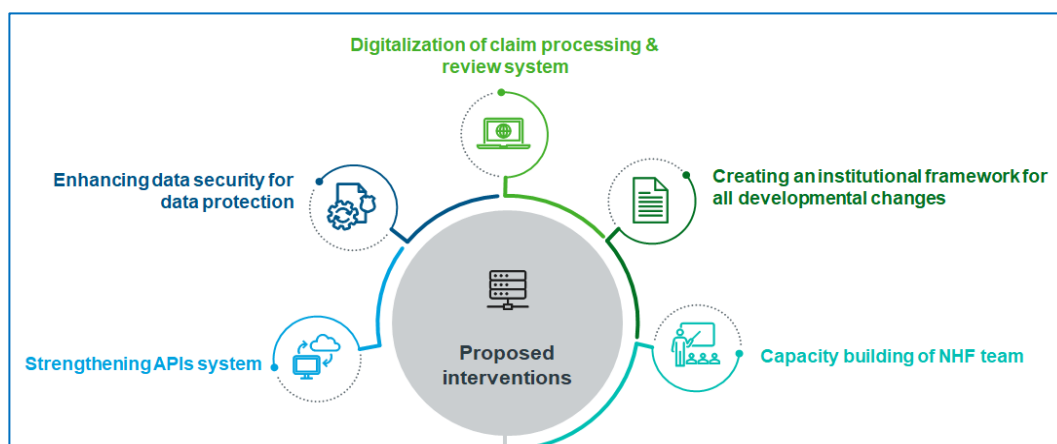 Digitalization of claim processing &
review system
Enhancing data security for
data protection
Creating an institutional framework for
all developmental changes
Strengthening APIs system
Proposed
interventions
Capacity building of NHF team